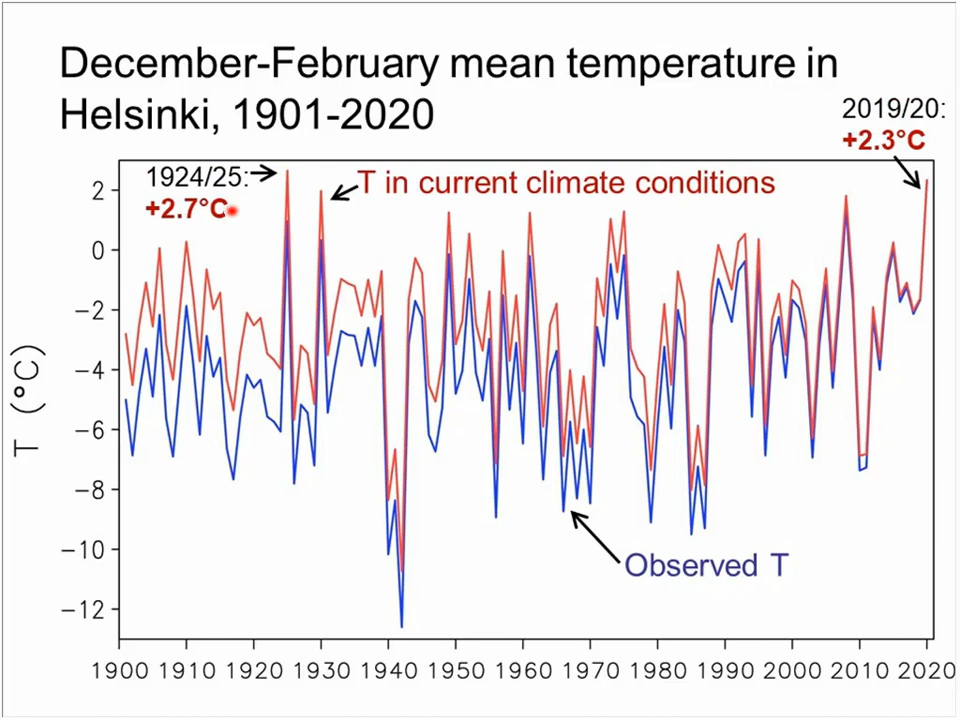 December-February mean temperature in
Helsinki, 1901-2020
2019/20:
+2.3°C
1924/25:
+2.7°C
T in current climate conditions
Observed T
T (°C)
2
0
−2
−4
−6
−8
−10
−12
1900 1910 1920 1930 1940 1950 1960 1970 1980 1990 2000 2010 2020